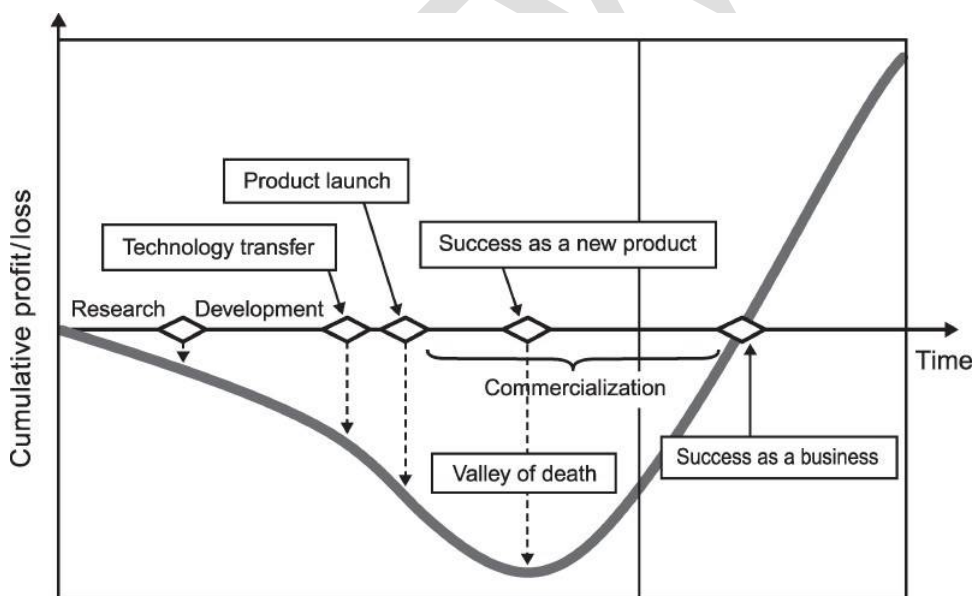 Product launch
Technology transfer
Success as a new product
Research
Development
Time
Commercialization
Valley of death
Success as a business
Cumulative profit/loss